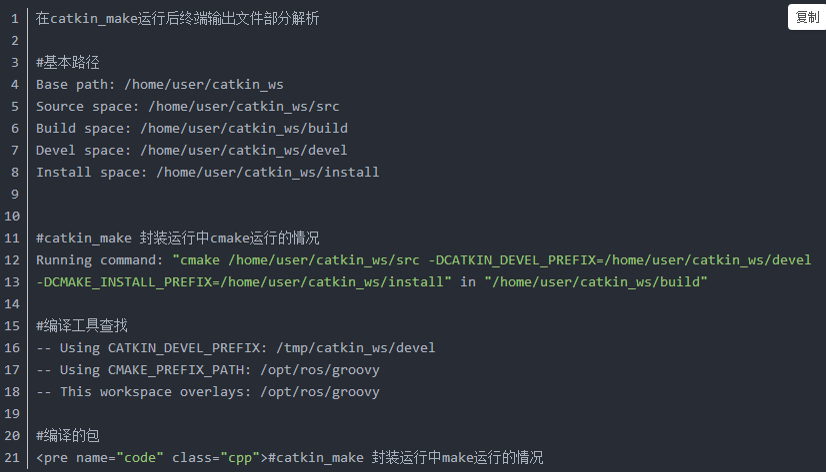 复制
1 在catkin_make运行后终端输出文件部分解析
2
3 #基本路径
4 Base path: /home/user/catkin_ws
5 Source space: /home/user/catkin_ws/src
6 Build space: /home/user/catkin_ws/build
7 Devel space: /home/user/catkin_ws/devel
8 Install space: /home/user/catkin_ws/install
9
10
11 #catkin_make 封装运行中cmake运行的情况
12 Running command: "cmake /home/user/catkin_ws/src -DCATKIN_DEVEL_PREFIX=/home/user/catkin_ws/devel
13 -DCMAKE_INSTALL_PREFIX=/home/user/catkin_ws/install" in "/home/user/catkin_ws/build"
14
15 #编译工具查找
16 -- Using CATKIN_DEVEL_PREFIX: /tmp/catkin_ws/devel
17 -- Using CMAKE_PREFIX_PATH: /opt/ros/groovy
18 -- This workspace overlays: /opt/ros/groovy
19
20 #编译的包
21 <pre name="code" class="cpp">#catkin_make 封装运行中make运行的情况